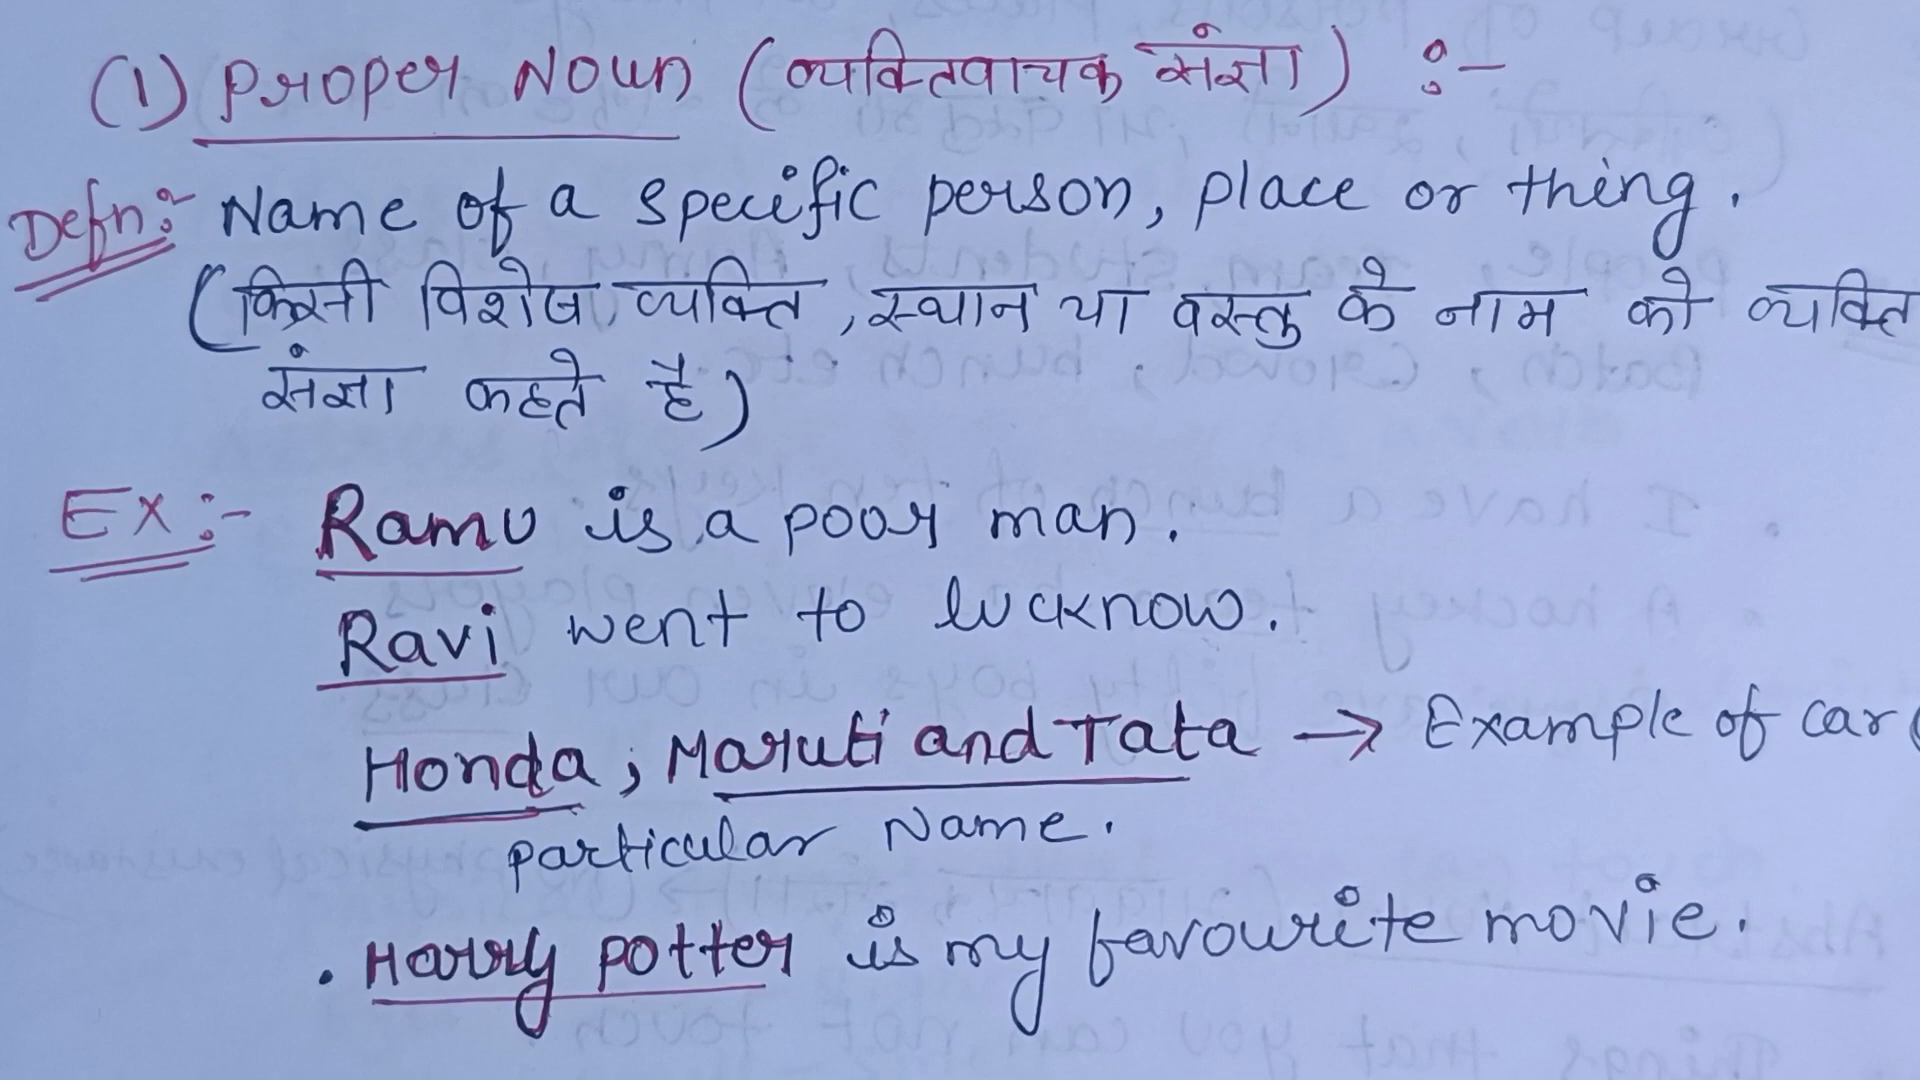 (1) Proper Noun (व्यक्तिवाचक संज्ञा) :-
Defn:- Name of a specific person, place or thing.
(किसी विशेष व्यक्ति, स्थान या वस्तु के नाम को व्यक्ति
संज्ञा कहते है)
Ex:- Ramu is a poor man.
Ravi went to lucknow.
Honda, Maruti and Tata → Example of car
particular Name.
. Harry potter is my favourite movie.